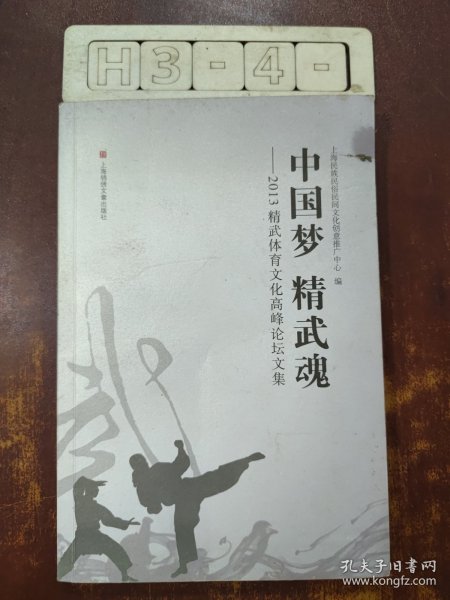 H3-4-
上海民族民俗民间文化创意推广中心 编
中国梦 精武魂
——2013精武体育文化高峰论坛文集
上海锦绣文章出版社
武
孔夫子旧书网
www.kongfz.com